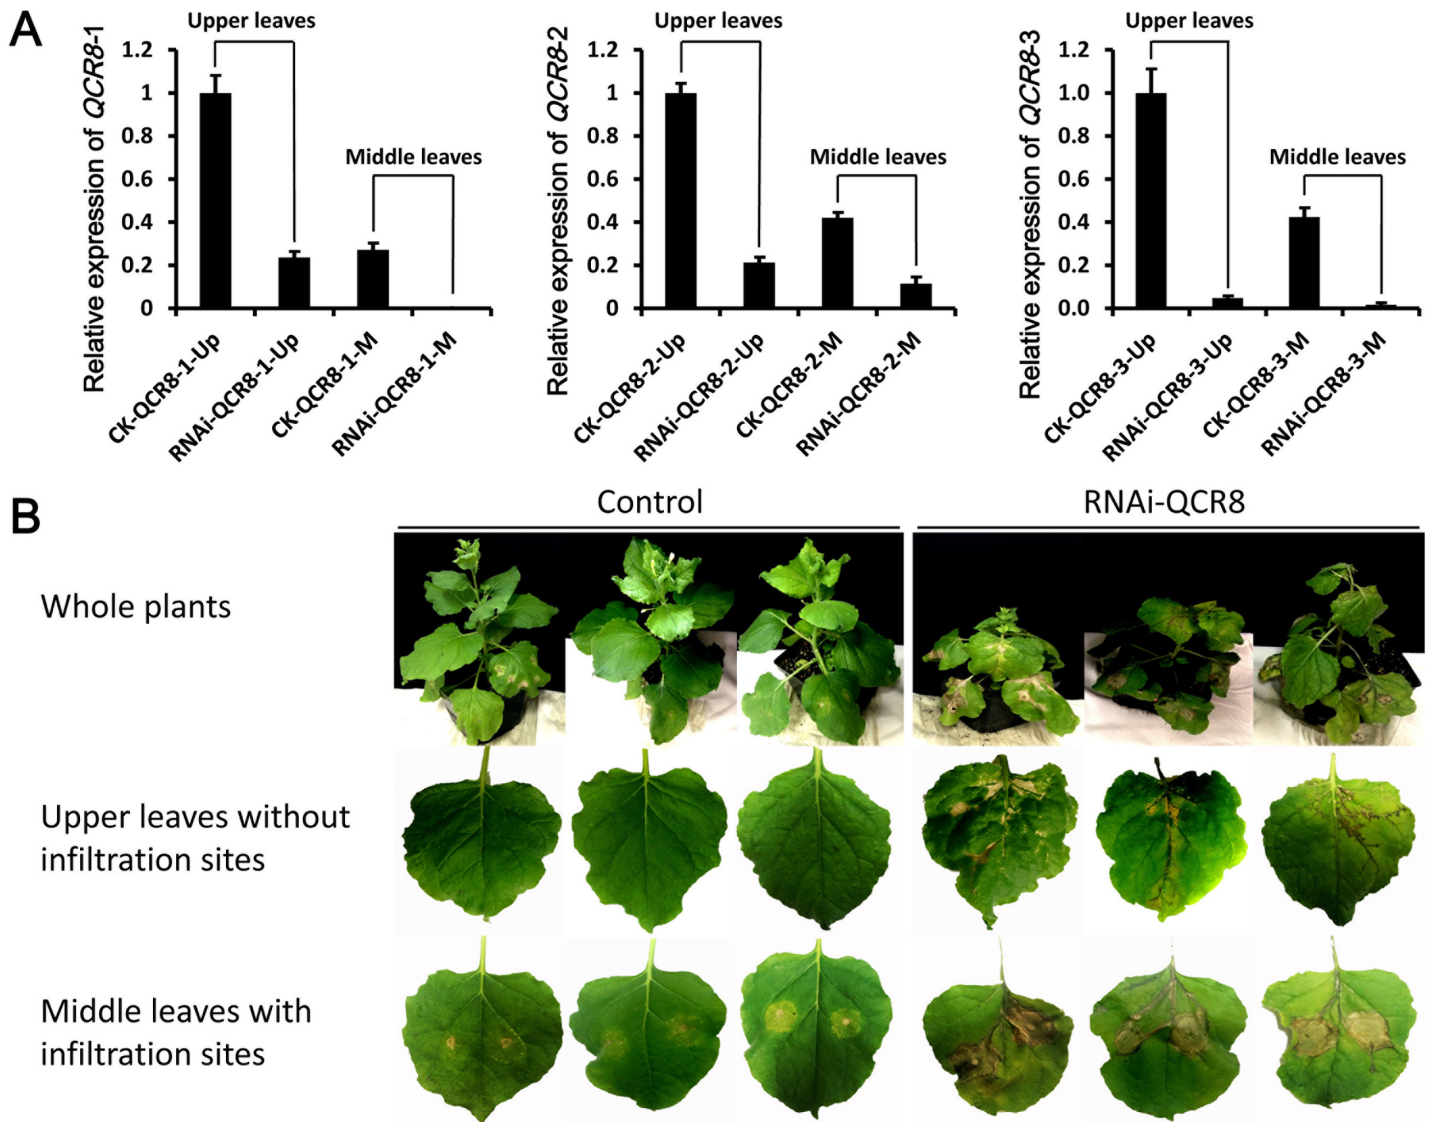 A
Relative expression of QCR8-1
Upper leaves
Middle leaves
1.2
1
0.8
0.6
0.4
0.2
0
CK-QCR8-1-Up
RNAi-QCR8-1-Up
CK-QCR8-1-M
RNAi-QCR8-1-M
Relative expression of QCR8-2
Upper leaves
Middle leaves
1.2
1
0.8
0.6
0.4
0.2
0
CK-QCR8-2-Up
RNAi-QCR8-2-Up
CK-QCR8-2-M
RNAi-QCR8-2-M
Relative expression of QCR8-3
Upper leaves
Middle leaves
1.2
1.0
0.8
0.6
0.4
0.2
0.0
CK-QCR8-3-Up
RNAi-QCR8-3-Up
CK-QCR8-3-M
RNAi-QCR8-3-M
B
Control
RNAi-QCR8
Whole plants
Upper leaves without
infiltration sites
Middle leaves with
infiltration sites